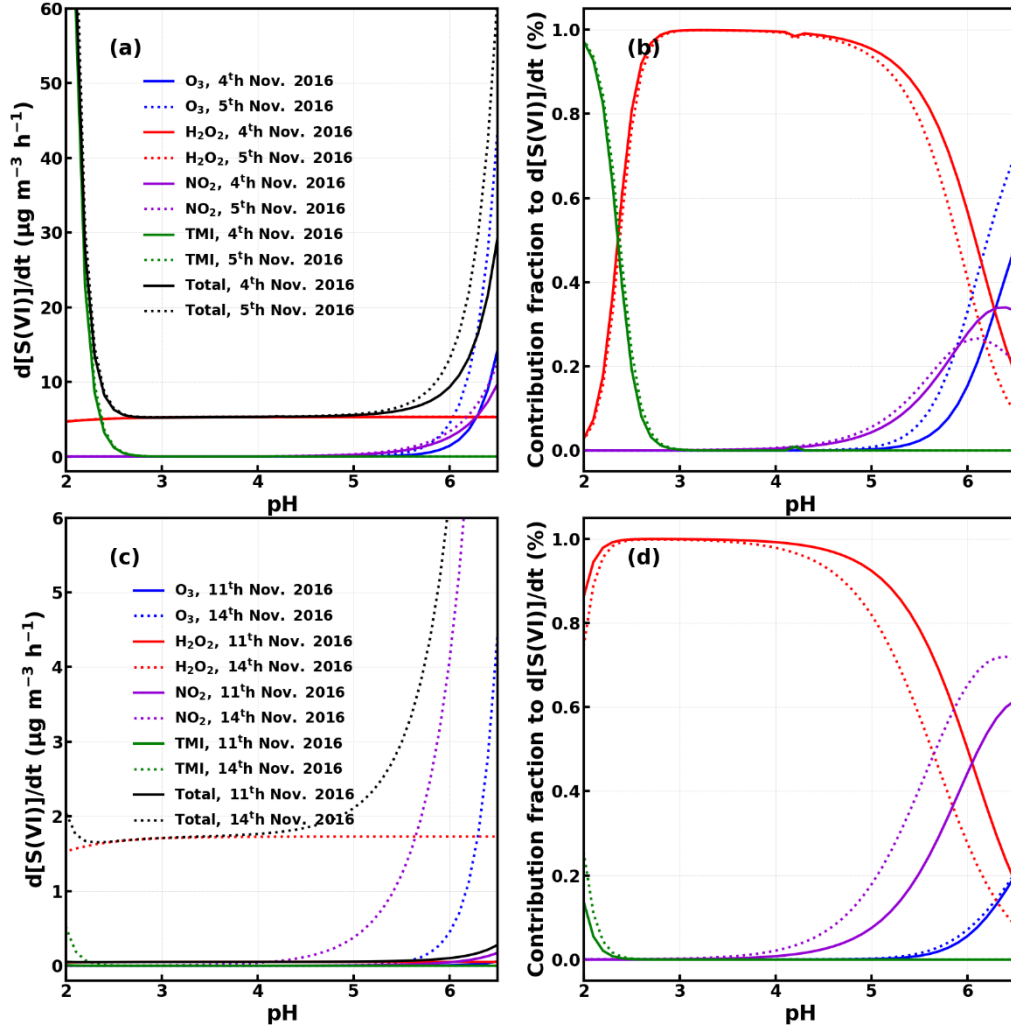 (a)
60
50
40
30
20
10
0
d[S(VI)]/dt (μg m⁻³ h⁻¹)
O₃, 4ᵗh Nov. 2016
O₃, 5ᵗh Nov. 2016
H₂O₂, 4ᵗh Nov. 2016
H₂O₂, 5ᵗh Nov. 2016
NO₂, 4ᵗh Nov. 2016
NO₂, 5ᵗh Nov. 2016
TMI, 4ᵗh Nov. 2016
TMI, 5ᵗh Nov. 2016
Total, 4ᵗh Nov. 2016
Total, 5ᵗh Nov. 2016
2 3 4 5 6
pH
(b)
1.0
0.8
0.6
0.4
0.2
0.0
Contribution fraction to d[S(VI)]/dt (%)
2 3 4 5 6
pH
(c)
6
5
4
3
2
1
0
d[S(VI)]/dt (μg m⁻³ h⁻¹)
O₃, 11ᵗh Nov. 2016
O₃, 14ᵗh Nov. 2016
H₂O₂, 11ᵗh Nov. 2016
H₂O₂, 14ᵗh Nov. 2016
NO₂, 11ᵗh Nov. 2016
NO₂, 14ᵗh Nov. 2016
TMI, 11ᵗh Nov. 2016
TMI, 14ᵗh Nov. 2016
Total, 11ᵗh Nov. 2016
Total, 14ᵗh Nov. 2016
2 3 4 5 6
pH
(d)
1.0
0.8
0.6
0.4
0.2
0.0
Contribution fraction to d[S(VI)]/dt (%)
2 3 4 5 6
pH